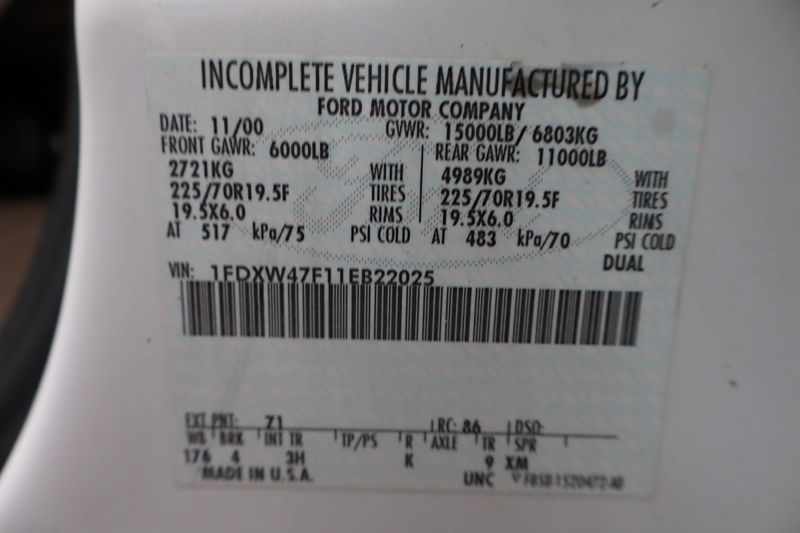 INCOMPLETE VEHICLE MANUFACTURED BY
FORD MOTOR COMPANY
DATE: 11/00 GVWR: 15000LB/ 6803KG
FRONT GAWR: 6000LB REAR GAWR: 11000LB
2721KG WITH 4989KG WITH
225/70R19.5F TIRES 225/70R19.5F TIRES
19.5X6.0 RIMS 19.5X6.0 RIMS
AT 517 kPa/75 PSI COLD AT 483 kPa/70 PSI COLD
DUAL
VIN: 1FDXW47F11EB22025
EXT PNT: 71 RC: 86 DSO:
WB BRK INT TR TP/PS R AXLE TR SPR
176 4 3H K 9 XM
MADE IN U.S.A. UNC